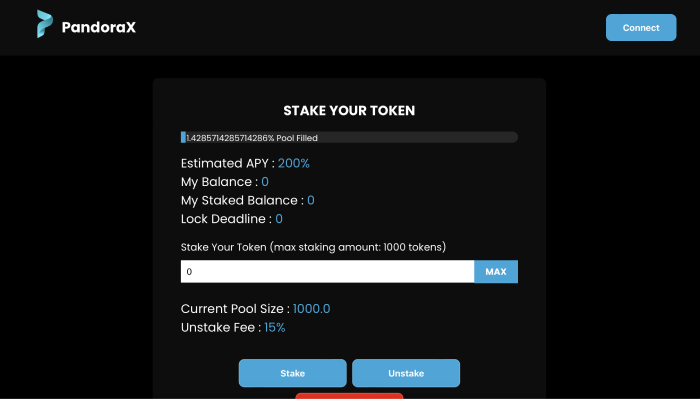 PandoraX
Connect
STAKE YOUR TOKEN
1.4285714285714286% Pool Filled
Estimated APY : 200%
My Balance : 0
My Staked Balance : 0
Lock Deadline : 0
Stake Your Token (max staking amount: 1000 tokens)
0 MAX
Current Pool Size : 1000.0
Unstake Fee : 15%
Stake Unstake